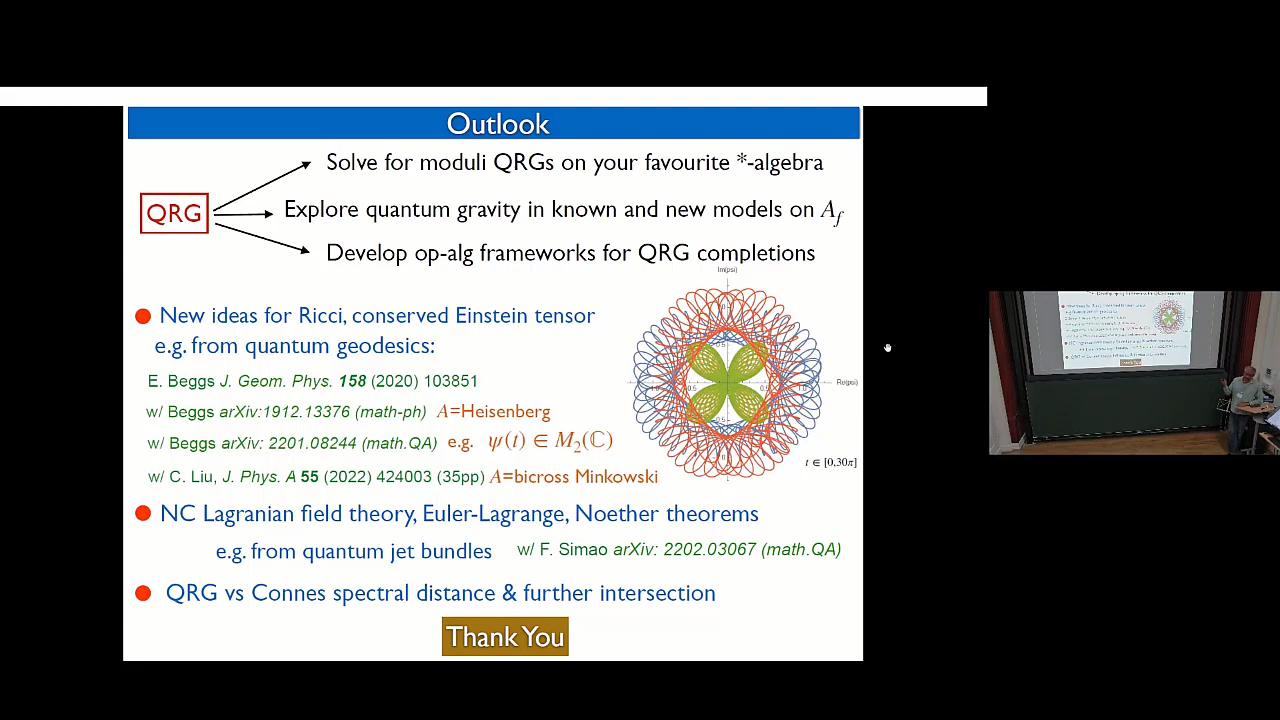 Outlook
Solve for moduli QRGs on your favourite *-algebra
QRG
Explore quantum gravity in known and new models on A_f
Develop op-alg frameworks for QRG completions
Im(psi)
New ideas for Ricci, conserved Einstein tensor
e.g. from quantum geodesics:
E. Beggs J. Geom. Phys. 158 (2020) 103851
Re(psi)
w/ Beggs arXiv:1912.13376 (math-ph) A=Heisenberg
w/ Beggs arXiv: 2201.08244 (math.QA) e.g. ψ(t) ∈ M₂(ℂ)
t ∈ [0,30π]
w/ C. Liu, J. Phys. A 55 (2022) 424003 (35pp) A=bicross Minkowski
NC Lagranian field theory, Euler-Lagrange, Noether theorems
e.g. from quantum jet bundles w/ F. Simao arXiv: 2202.03067 (math.QA)
QRG vs Connes spectral distance & further intersection
Thank You